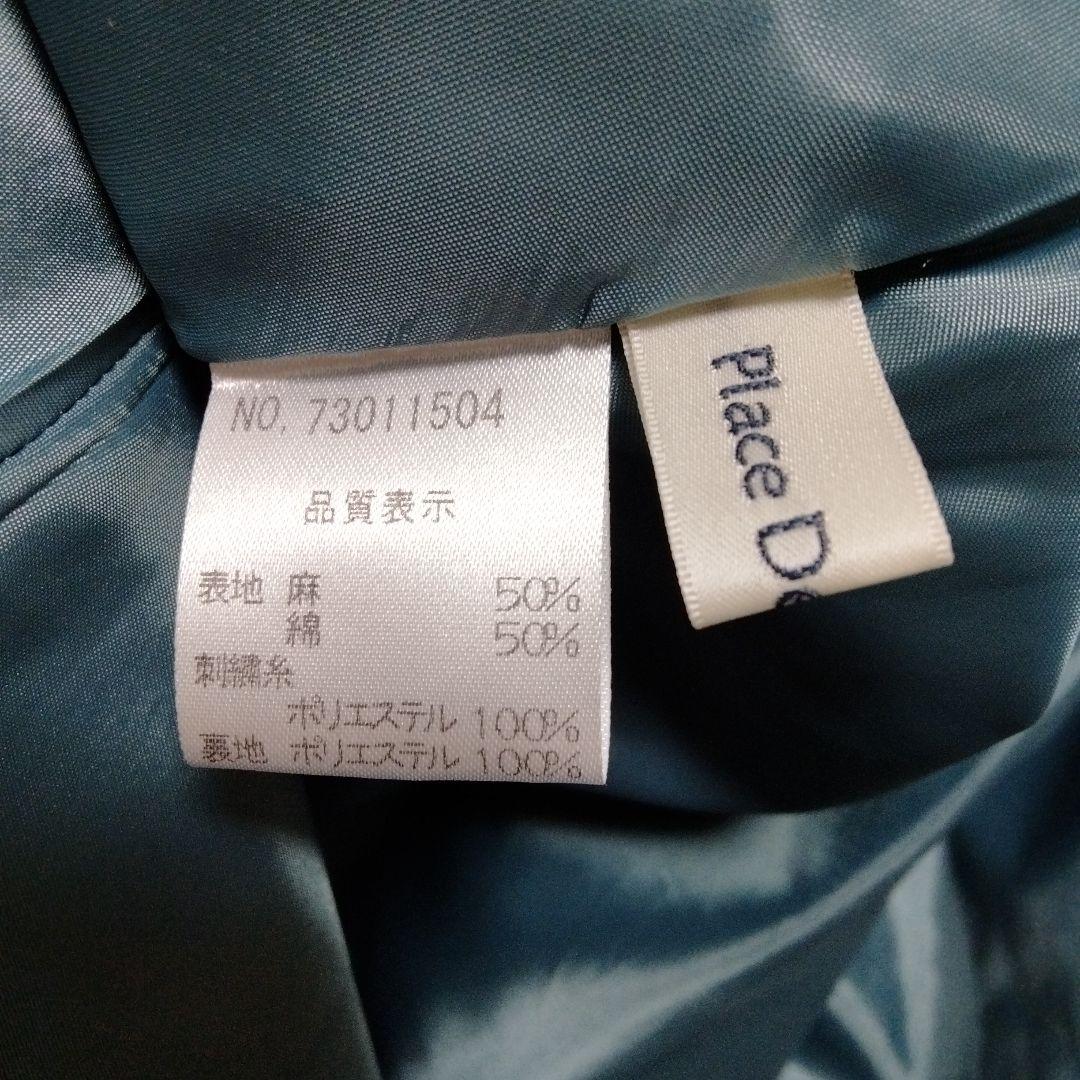 NO. 73011504
品質表示
表地 麻 50%
綿 50%
刺繍糸
ポリエステル 100%
裏地 ポリエステル 100%
Place De